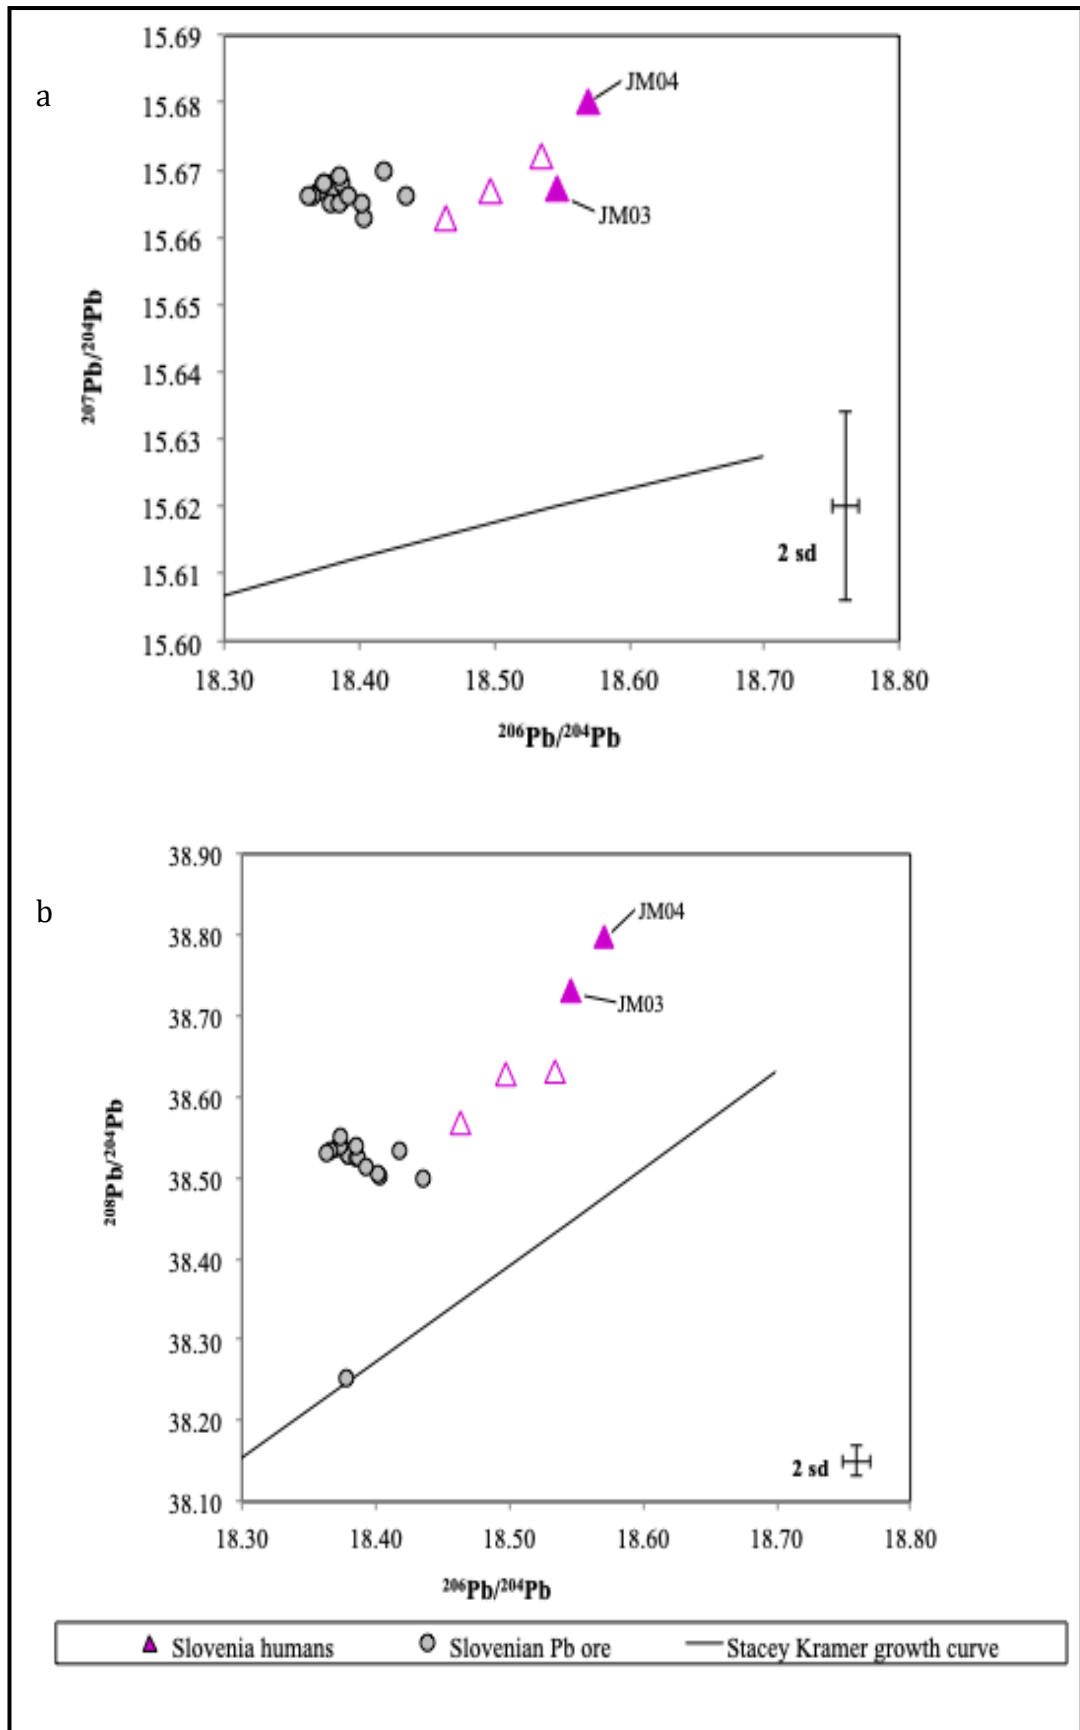 a
15.69
15.68
15.67
15.66
15.65
15.64
15.63
15.62
15.61
15.60
²⁰⁷Pb/²⁰⁴Pb
JM04
JM03
2 sd
18.30 18.40 18.50 18.60 18.70 18.80
²⁰⁶Pb/²⁰⁴Pb
b
38.90
38.80
38.70
38.60
38.50
38.40
38.30
38.20
38.10
²⁰⁸Pb/²⁰⁴Pb
JM04
JM03
2 sd
18.30 18.40 18.50 18.60 18.70 18.80
²⁰⁶Pb/²⁰⁴Pb
Slovenia humans Slovenian Pb ore Stacey Kramer growth curve